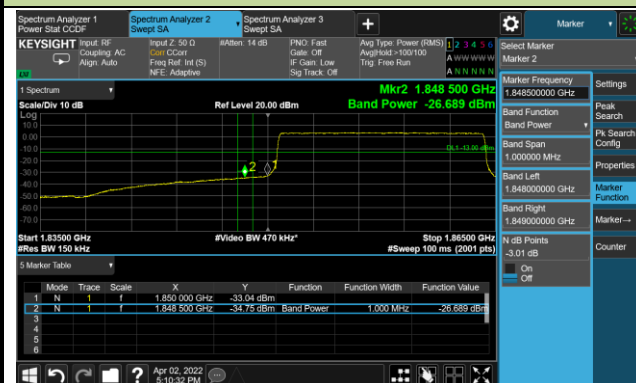 Spectrum Analyzer 1
Power Stat CCDF
Spectrum Analyzer 2
Swept SA
Spectrum Analyzer 3
Swept SA
+
Marker
KEYSIGHT
Input: RF
Coupling: AC
Align: Auto
Input Z: 50 Ω
Corr CCorr
Freq Ref: Int (S)
NFE: Adaptive
#Atten: 14 dB
PNO: Fast
Gate: Off
IF Gain: Low
Sig Track: Off
Avg Type: Power (RMS)
Avg|Hold:>100/100
Trig: Free Run
1 2 3 4 5 6
A W W W W W
A N N N N N
Select Marker
Marker 2
1 Spectrum
Mkr2 1.848 500 GHz
Scale/Div 10 dB
Ref Level 20.00 dBm
Band Power -26.689 dBm
Log
10.0
0.00
-10.0
-20.0
-30.0
-40.0
-50.0
-60.0
-70.0
DL1 -13.00 dBm
2
1
Start 1.83500 GHz
#Video BW 470 kHz*
Stop 1.86500 GHz
#Res BW 150 kHz
#Sweep 100 ms (2001 pts)
5 Marker Table
Mode Trace Scale X Y Function Function Width Function Value
1 N 1 f 1.850 000 GHz -33.04 dBm
2 N 1 f 1.848 500 GHz -34.75 dBm Band Power 1.000 MHz -26.689 dBm
3
4
5
6
Marker Frequency
1.848500000 GHz
Band Function
Band Power
Band Span
1.000000 MHz
Band Left
1.848000000 GHz
Band Right
1.849000000 GHz
N dB Points
-3.01 dB
On
Off
Settings
Peak
Search
Pk Search
Config
Properties
Marker
Function
Marker→
Counter
?
Apr 02, 2022
5:10:32 PM